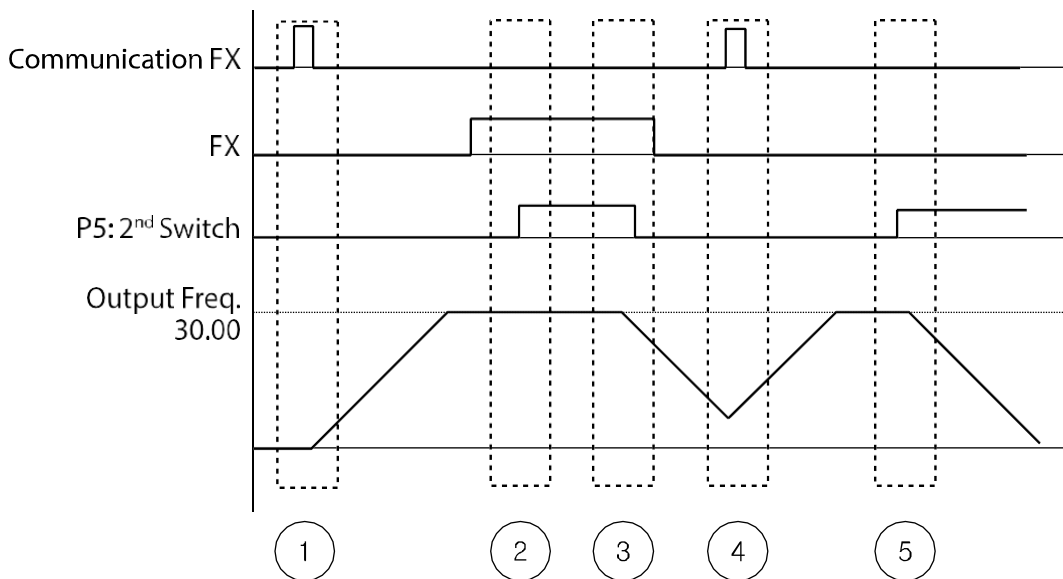 Communication FX
FX
P5: 2nd Switch
Output Freq.
30.00
1 2 3 4 5